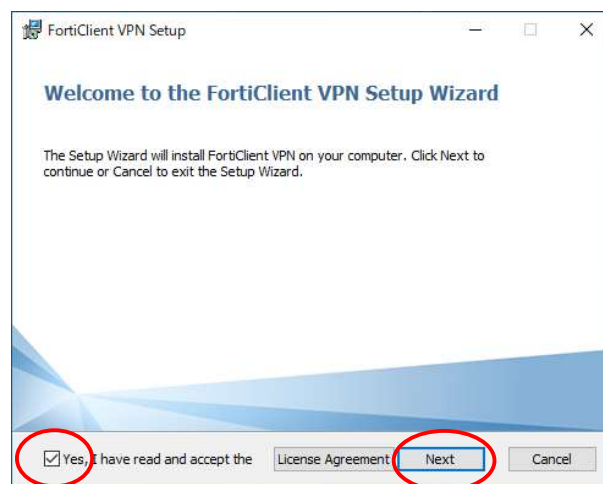 FortiClient VPN Setup
Welcome to the FortiClient VPN Setup Wizard
The Setup Wizard will install FortiClient VPN on your computer. Click Next to
continue or Cancel to exit the Setup Wizard.
Yes, I have read and accept the License Agreement Next Cancel